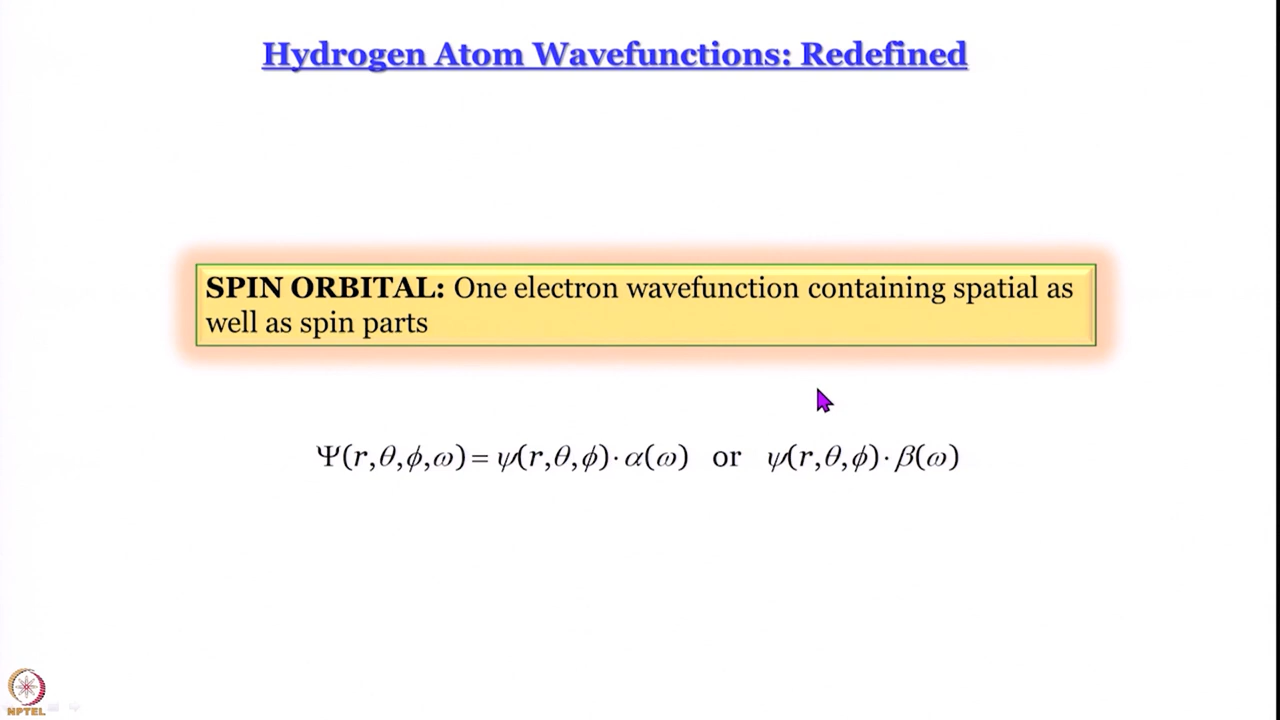 Hydrogen Atom Wavefunctions: Redefined
SPIN ORBITAL: One electron wavefunction containing spatial as
well as spin parts
Ψ(r,θ,ϕ,ω) = ψ(r,θ,ϕ)·α(ω) or ψ(r,θ,ϕ)·β(ω)
NPTEL